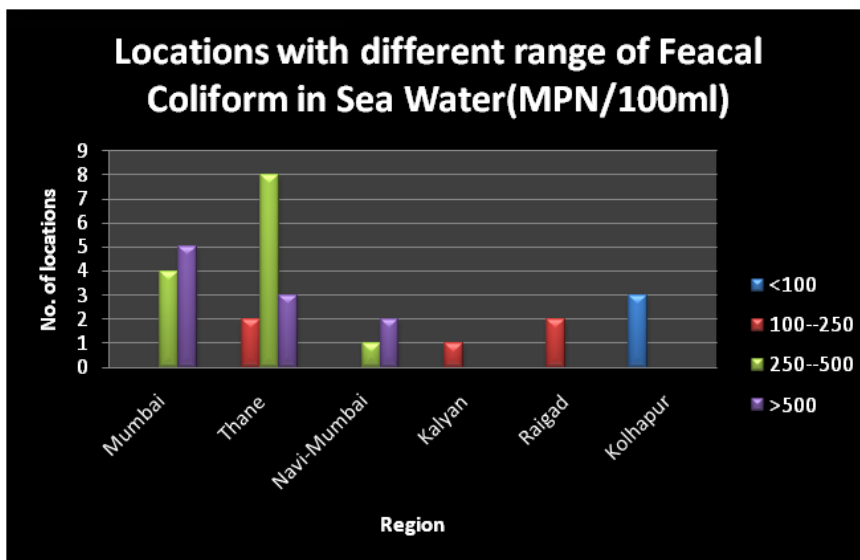 Locations with different range of Feacal
Coliform in Sea Water(MPN/100ml)
No. of locations
9
8
7
6
5
4
3
2
1
0
Mumbai
Thane
Navi-Mumbai
Kalyan
Raigad
Kolhapur
Region
<100
100--250
250--500
>500